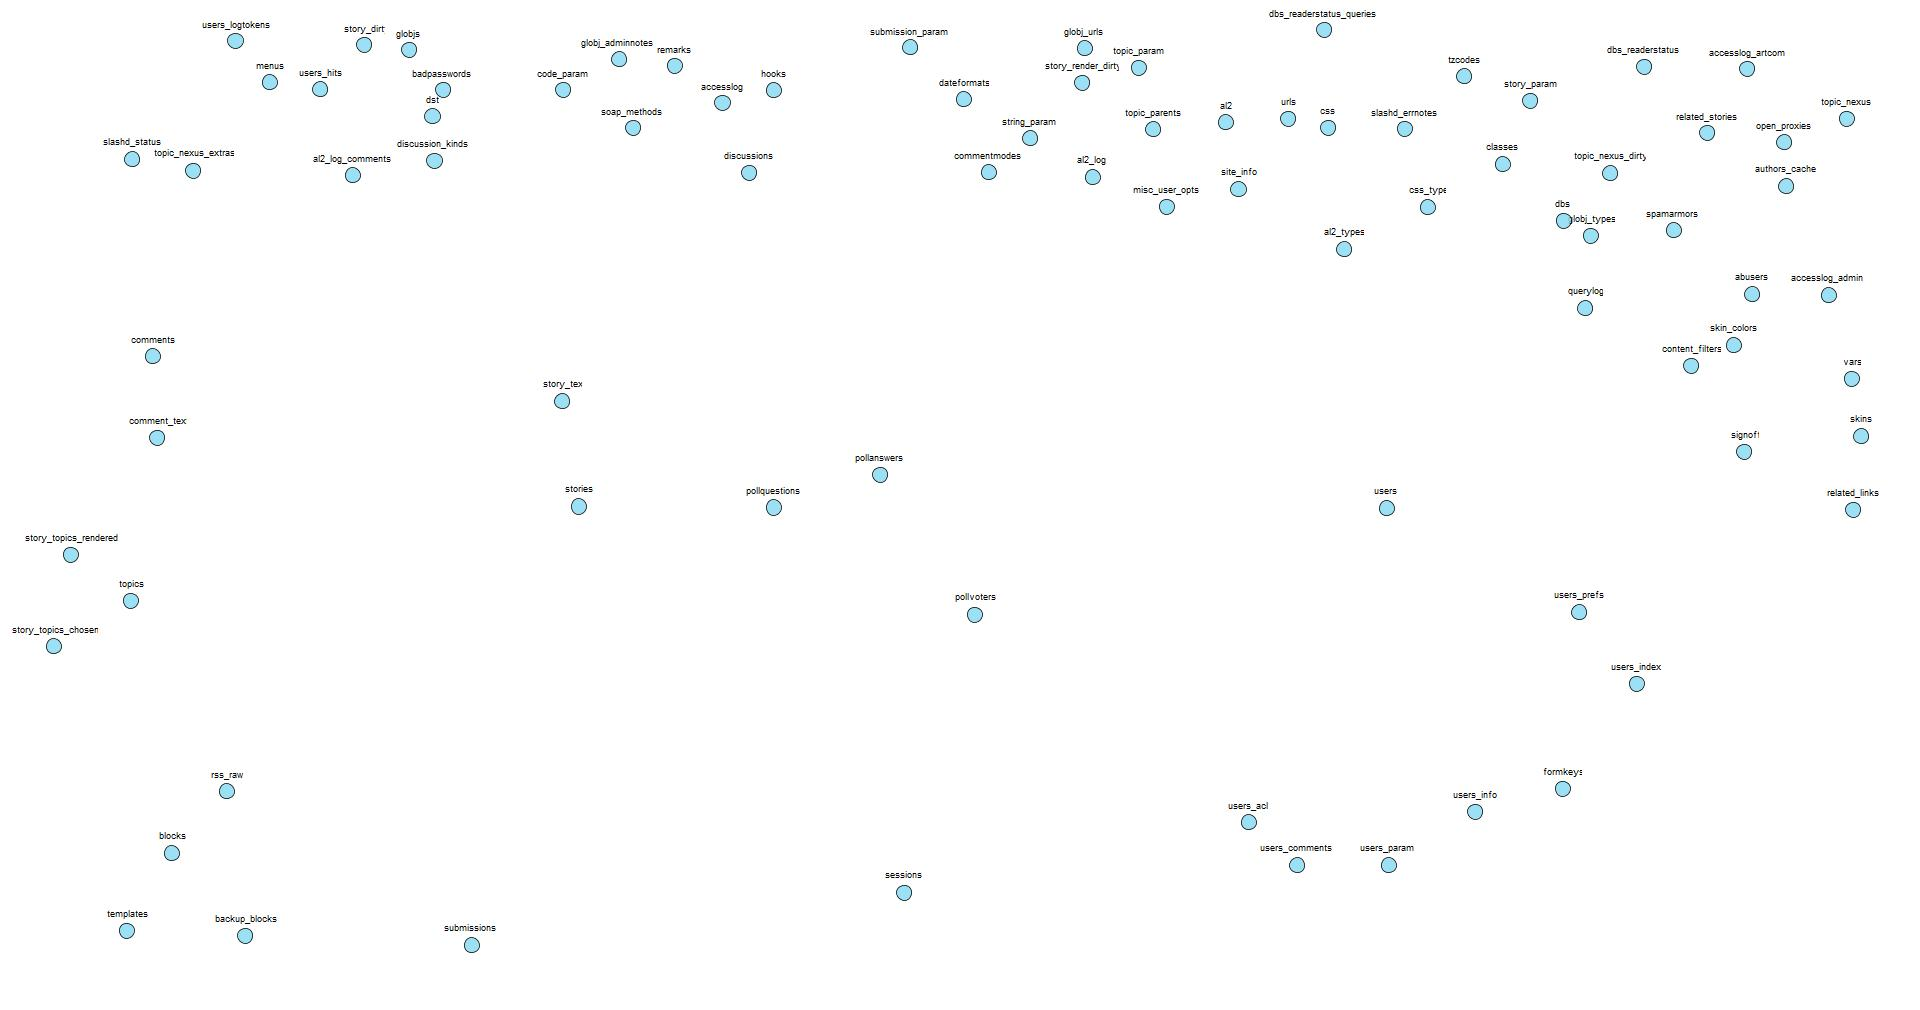 dbs_readerstatus_queries
users_logtokens
story_dirt
globjs
submission_param
globj_urls
globj_adminnotes
remarks
topic_param
dbs_readerstatus
accesslog_artcom
tzcodes
menus
users_hits
badpasswords
code_param
hooks
story_render_dirty
accesslog
dateformats
story_param
dst
soap_methods
string_param
topic_parents
al2
urls
css
slashd_errnotes
related_stories
topic_nexus
open_proxies
slashd_status
topic_nexus_extras
al2_log_comments
discussion_kinds
discussions
commentmodes
al2_log
classes
topic_nexus_dirty
authors_cache
site_info
misc_user_opts
css_type
dbs
globj_types
spamarmors
al2_types
abusers
accesslog_admin
querylog
skin_colors
comments
content_filters
vars
story_tex
comment_tex
skins
signoff
pollanswers
stories
pollquestions
users
related_links
story_topics_rendered
topics
pollvoters
users_prefs
story_topics_chosen
users_index
rss_raw
formkeys
users_info
users_acl
blocks
users_comments
users_param
sessions
templates
backup_blocks
submissions